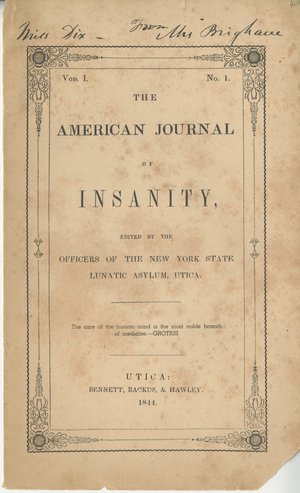 Miss Dix — From Mrs Brigham
VOL. I. No. 1.
THE
AMERICAN JOURNAL
OF
INSANITY,
EDITED BY THE
OFFICERS OF THE NEW YORK STATE
LUNATIC ASYLUM, UTICA.
The care of the human mind is the most noble branch
of medicine.—GROTIUS
UTICA:
BENNETT, BACKUS, & HAWLEY.
1844.